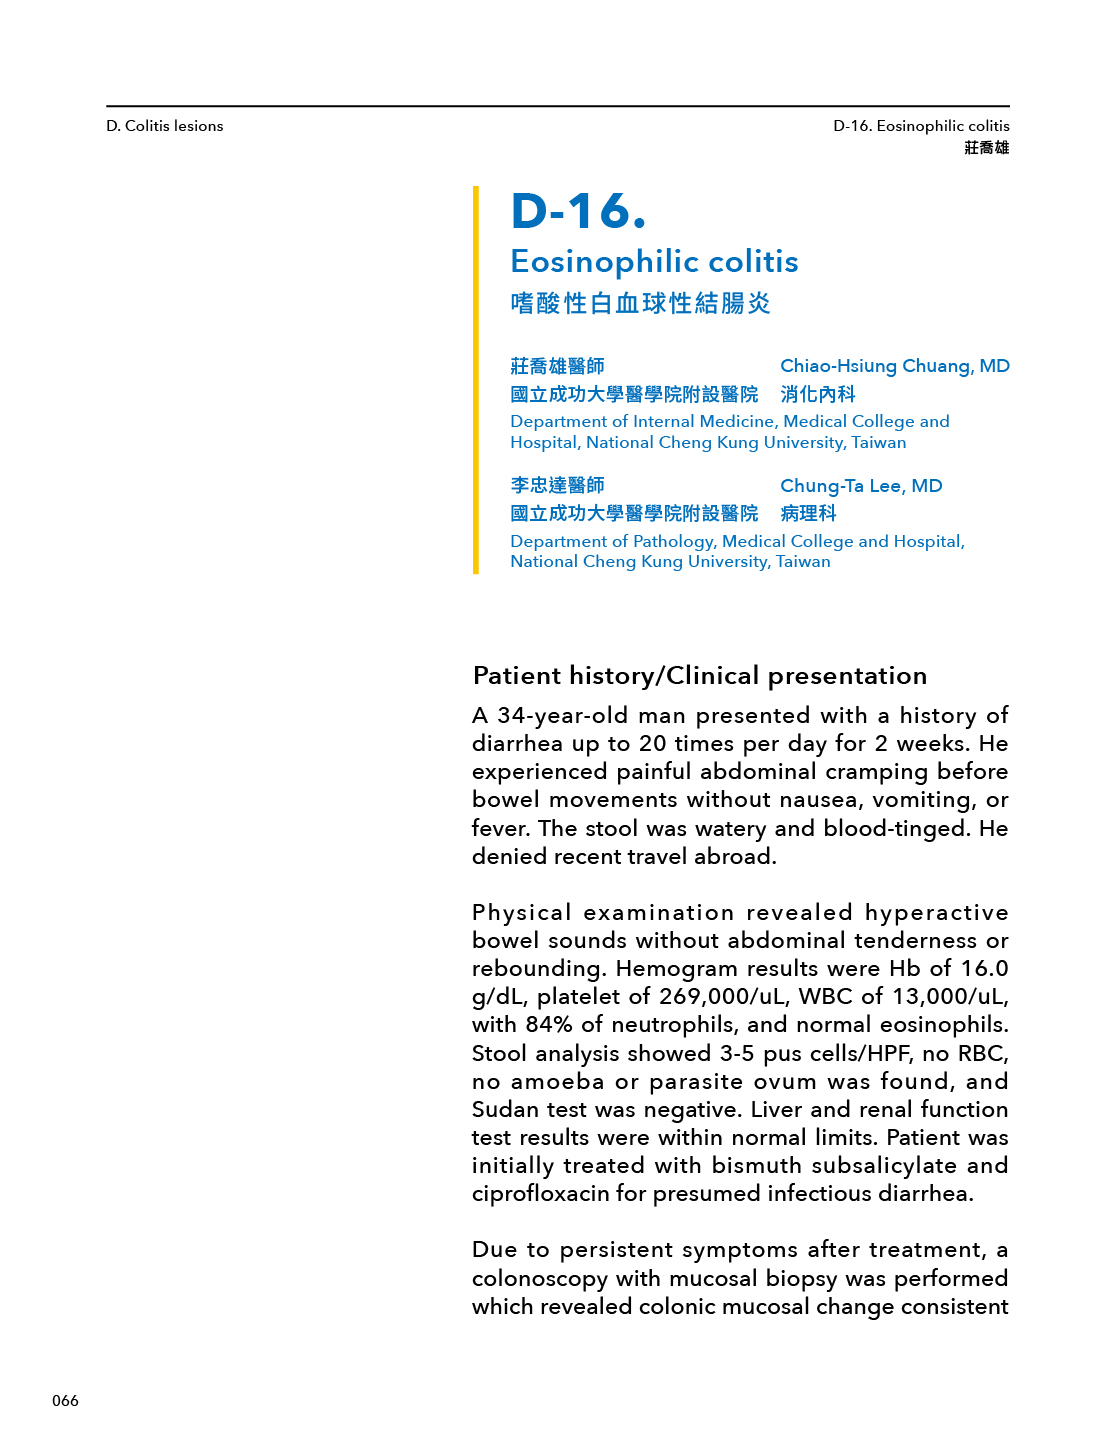 D. Colitis lesions
D-16. Eosinophilic colitis
莊喬雄
D-16.
Eosinophilic colitis
嗜酸性白血球性結腸炎
莊喬雄醫師 Chiao-Hsiung Chuang, MD
國立成功大學醫學院附設醫院 消化內科
Department of Internal Medicine, Medical College and
Hospital, National Cheng Kung University, Taiwan
李忠達醫師 Chung-Ta Lee, MD
國立成功大學醫學院附設醫院 病理科
Department of Pathology, Medical College and Hospital,
National Cheng Kung University, Taiwan
Patient history/Clinical presentation
A 34-year-old man presented with a history of
diarrhea up to 20 times per day for 2 weeks. He
experienced painful abdominal cramping before
bowel movements without nausea, vomiting, or
fever. The stool was watery and blood-tinged. He
denied recent travel abroad.
Physical examination revealed hyperactive
bowel sounds without abdominal tenderness or
rebounding. Hemogram results were Hb of 16.0
g/dL, platelet of 269,000/uL, WBC of 13,000/uL,
with 84% of neutrophils, and normal eosinophils.
Stool analysis showed 3-5 pus cells/HPF, no RBC,
no amoeba or parasite ovum was found, and
Sudan test was negative. Liver and renal function
test results were within normal limits. Patient was
initially treated with bismuth subsalicylate and
ciprofloxacin for presumed infectious diarrhea.
Due to persistent symptoms after treatment, a
colonoscopy with mucosal biopsy was performed
which revealed colonic mucosal change consistent
066